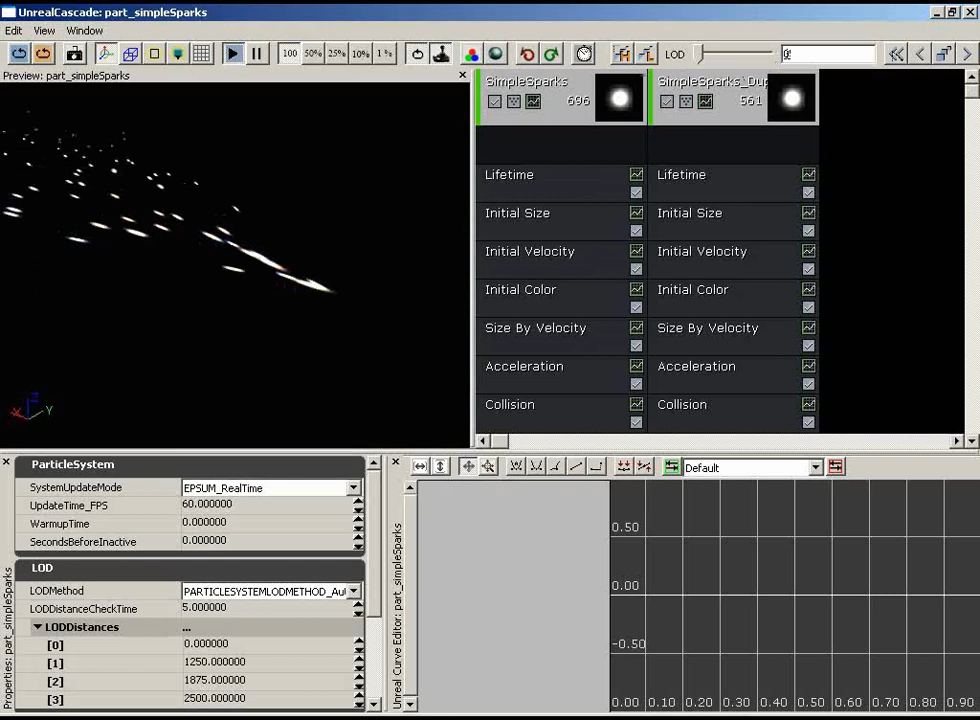 UnrealCascade: part_simpleSparks
Edit View Window
100 50% 25% 10% 1% LOD
Preview: part_simpleSparks
SimpleSparks
696
SimpleSparks_Dup
561
Lifetime Lifetime
Initial Size Initial Size
Initial Velocity Initial Velocity
Initial Color Initial Color
Size By Velocity Size By Velocity
Acceleration Acceleration
Collision Collision
X Z Y
ParticleSystem
SystemUpdateMode EPSUM_RealTime
UpdateTime_FPS 60.000000
WarmupTime 0.000000
SecondsBeforeInactive 0.000000
LOD
LODMethod PARTICLESYSTEMLODMETHOD_Au
LODDistanceCheckTime 5.000000
LODDistances ...
[0] 0.000000
[1] 1250.000000
[2] 1875.000000
[3] 2500.000000
Properties: part_simpleSparks
Unreal Curve Editor: part_simpleSparks
Default
0.50
0.00
-0.50
0.00 0.10 0.20 0.30 0.40 0.50 0.60 0.70 0.80 0.90